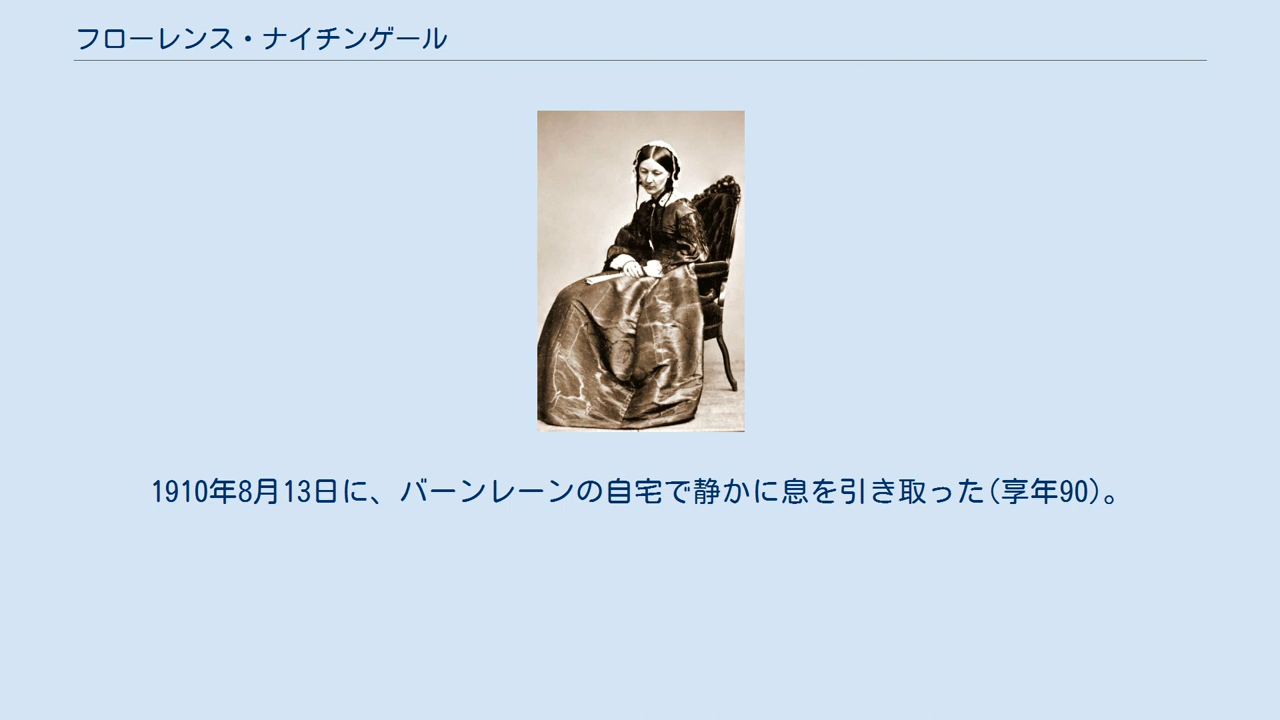 フローレンス・ナイチンゲール
1910年8月13日に、バーンレーンの自宅で静かに息を引き取った(享年90)。